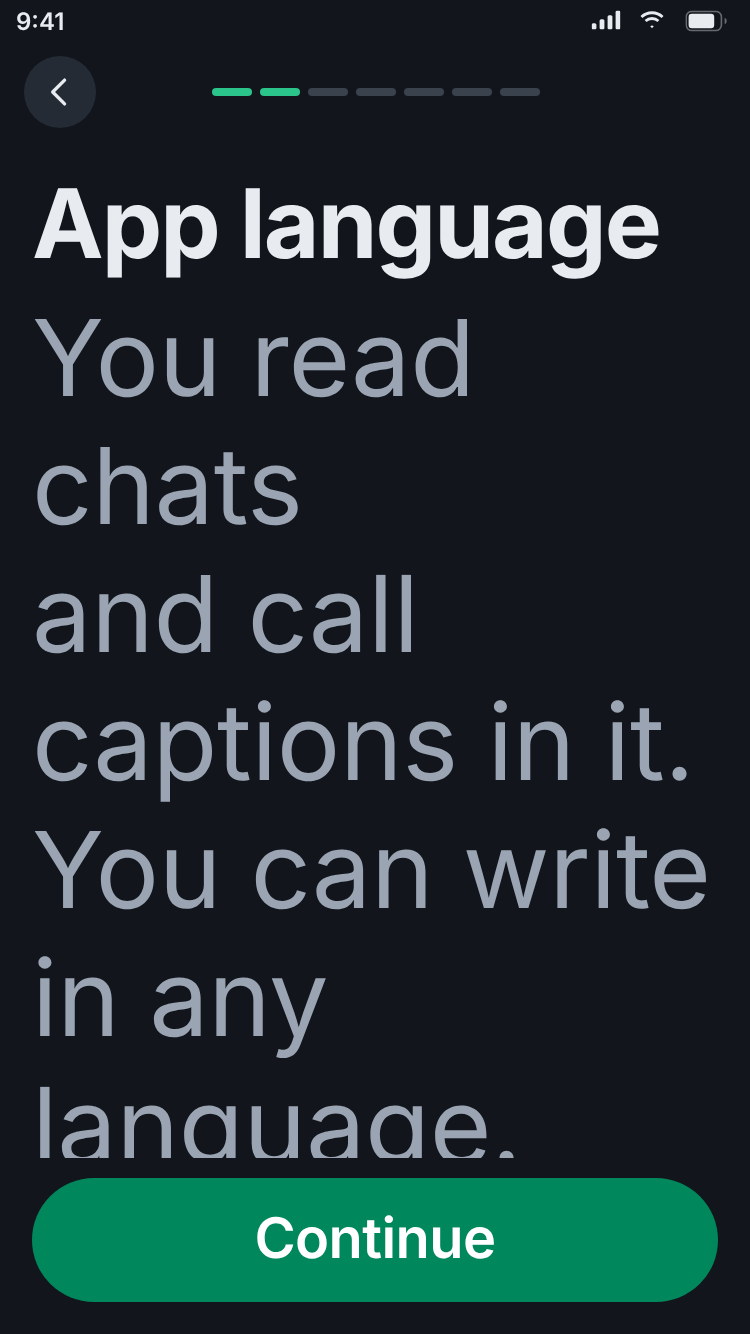 9:41
App language
You read
chats
and call
captions in it.
You can write
in any
language.
Continue